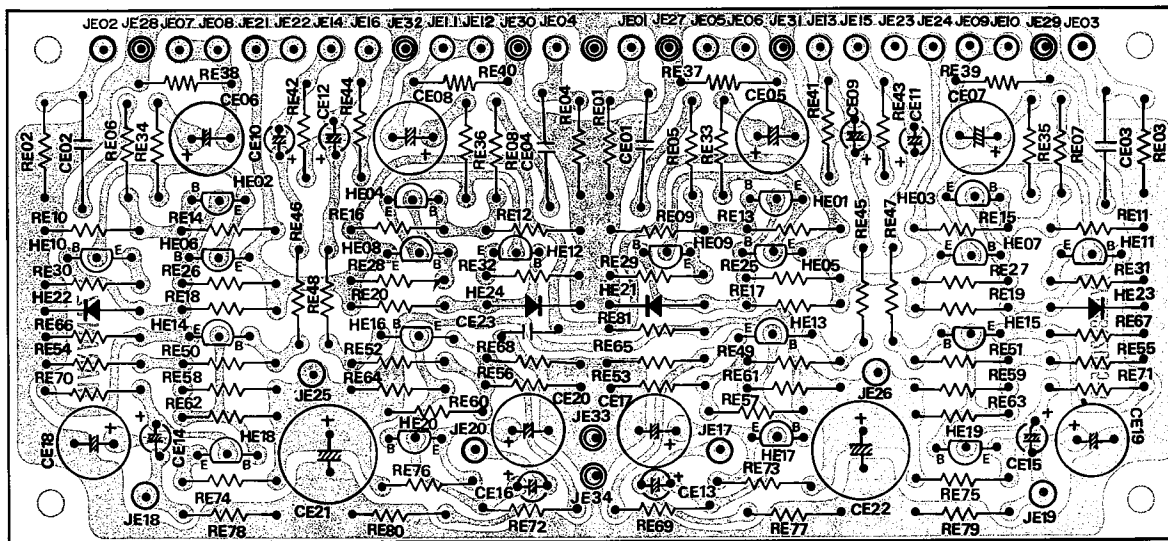 JE02 JE28 JE07 JE08 JE21 JE22 JE14 JE16 JE32 JE11 JE12 JE30 JE04 JE01 JE27 JE05 JE06 JE31 JE13 JE15 JE23 JE24 JE09 JE10 JE29 JE03
RE38 RE40 RE37 RE39
CE06 RE42 CE12 RE44 CE08 RE04 RE01 CE05 RE41 CE09 RE43 CE11 CE07
RE02 CE02 RE06 RE34 CE10 RE36 RE08 CE04 CE01 RE05 RE33 RE35 RE07 CE03 RE03
HE02 HE04 HE01 HE03
B E E B B E E B
RE10 RE14 RE46 RE16 RE12 RE09 RE13 RE45 RE47 RE15 RE11
HE10 HE06 HE08 HE12 HE09 HE05 HE07 HE11
B E B E E B E B B E E B E B B E
RE30 RE26 RE28 RE32 RE29 RE25 RE27 RE31
HE22 RE18 RE48 RE20 HE24 HE21 RE17 RE19 HE23
RE66 HE14 HE16 CE23 RE81 HE13 HE15 RE67
E B B E E B B E
RE54 RE50 RE52 RE68 RE65 RE49 RE51 RE55
RE70 RE58 JE25 RE64 RE56 RE53 RE61 JE26 RE59 RE71
RE62 RE60 CE20 CE17 RE57 RE63
CE18 CE14 HE18 HE20 JE20 JE33 JE17 HE17 HE19 CE15 CE19
E B B E E B B E
RE76 CE16 JE34 CE13 RE73
JE18 RE74 CE21 RE72 RE69 CE22 RE75 JE19
RE78 RE80 RE77 RE79